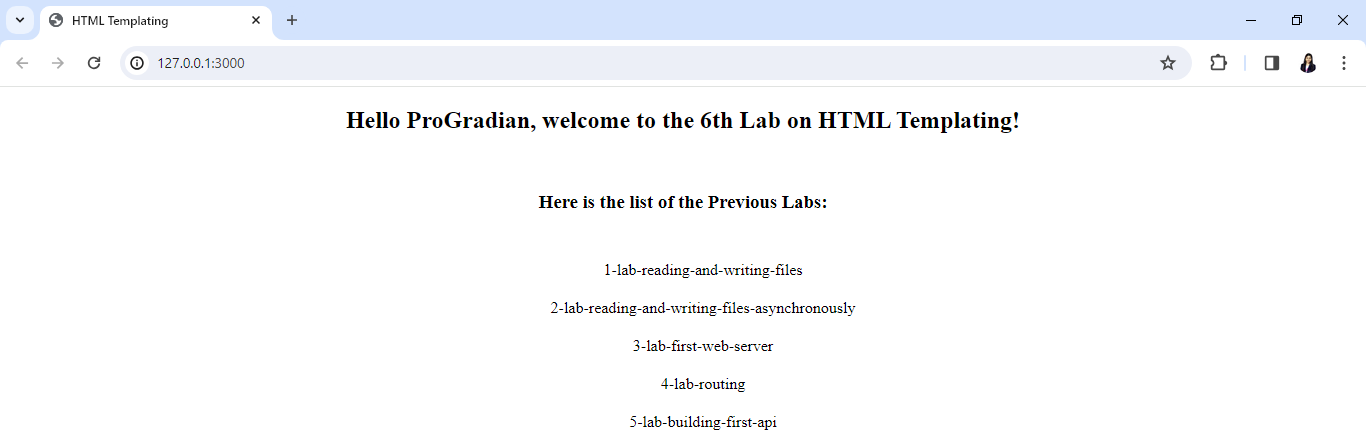 HTML Templating
127.0.0.1:3000
Hello ProGradian, welcome to the 6th Lab on HTML Templating!
Here is the list of the Previous Labs:
1-lab-reading-and-writing-files
2-lab-reading-and-writing-files-asynchronously
3-lab-first-web-server
4-lab-routing
5-lab-building-first-api